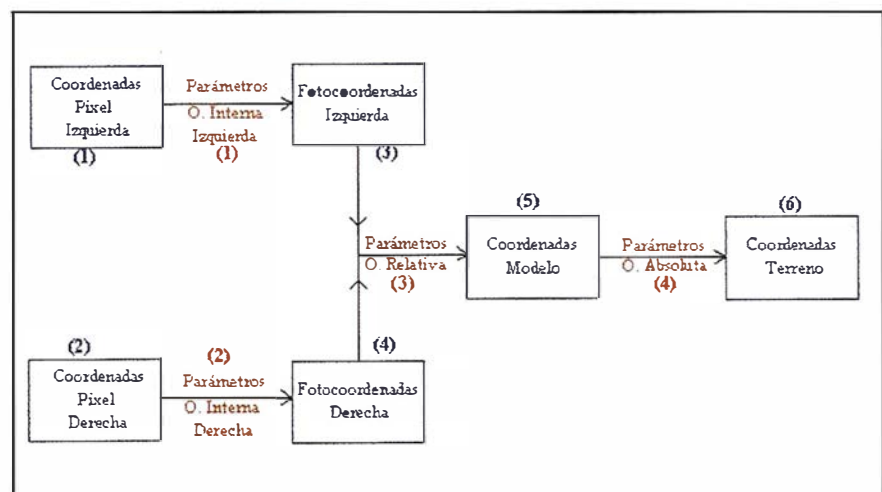 Coordenadas
Pixel
Izquierda
(1)
Parámetros
O. Interna
Izquierda
(1)
Fotocoordenadas
Izquierda
(3)
(5)
Coordenadas
Modelo
Parámetros
O. Relativa
(3)
Parámetros
O. Absoluta
(4)
(6)
Coordenadas
Terreno
(2)
Coordenadas
Pixel
Derecha
(2)
Parámetros
O. Interna
Derecha
(4)
Fotocoordenadas
Derecha